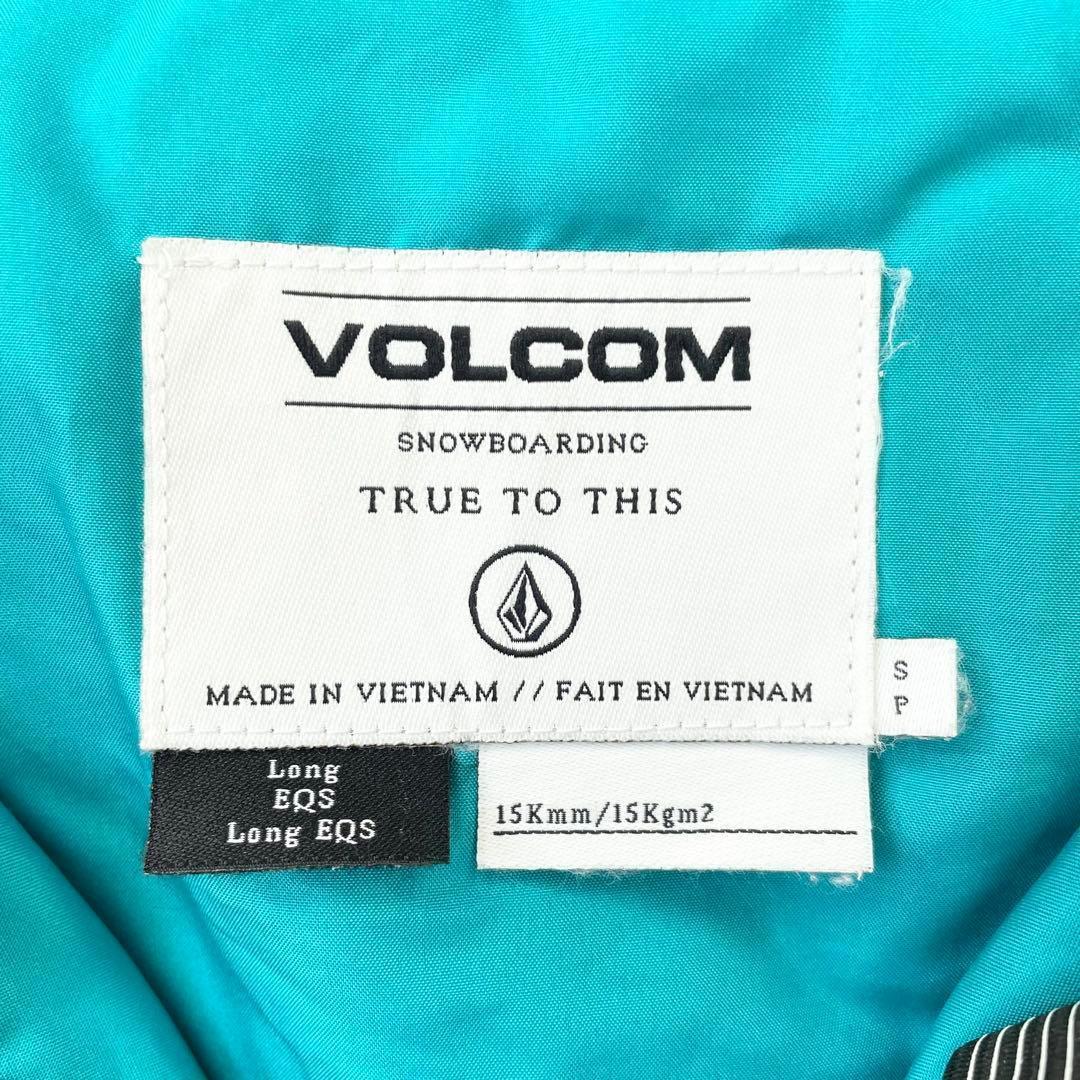 VOLCOM
SNOWBOARDING
TRUE TO THIS
MADE IN VIETNAM // FAIT EN VIETNAM
S
P
Long
EQS
Long EQS
15Kmm/15Kgm2